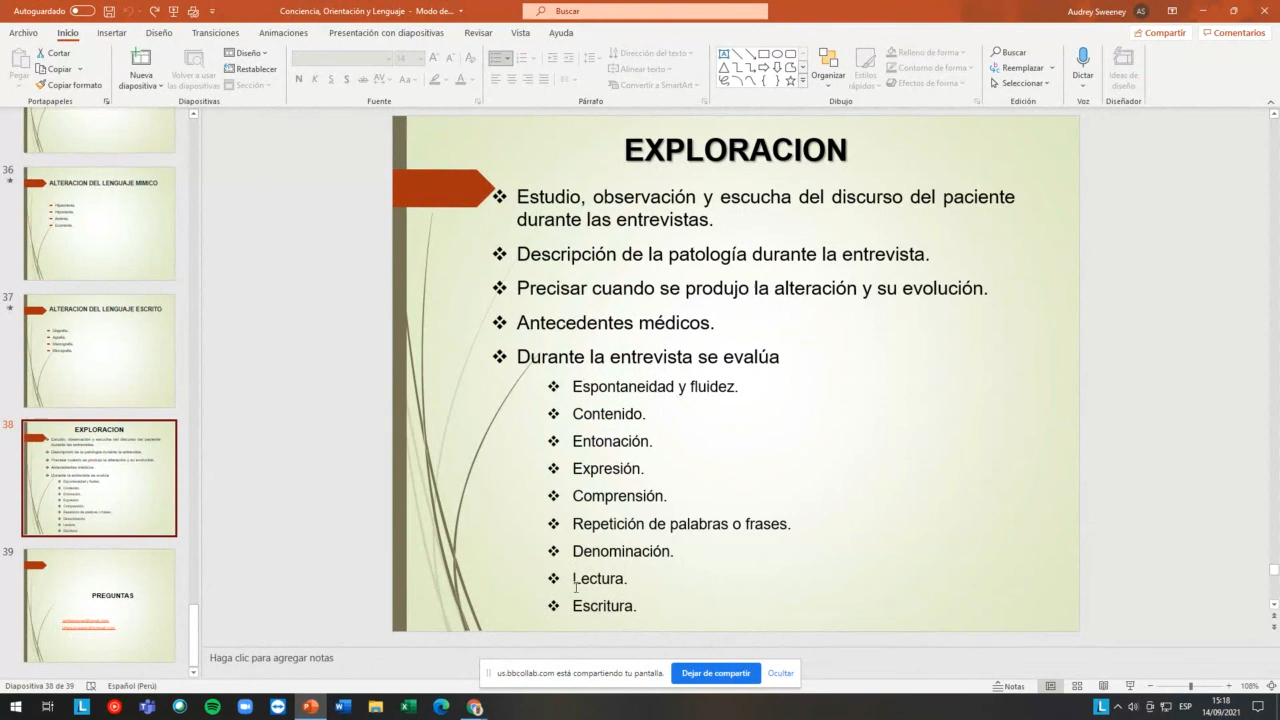 Autoguardado
Conciencia, Orientación y Lenguaje - Modo de...
Buscar
Audrey Sweeney
AS
Archivo
Inicio
Insertar
Diseño
Transiciones
Animaciones
Presentación con diapositivas
Revisar
Vista
Ayuda
Compartir
Comentarios
Pegar
Cortar
Copiar
Copiar formato
Portapapeles
Nueva diapositiva
Volver a usar las diapositivas
Diseño
Restablecer
Sección
Diapositivas
14
Fuente
Dirección del texto
Alinear texto
Convertir a SmartArt
Párrafo
Organizar
Estilos rápidos
Relleno de forma
Contorno de forma
Efectos de forma
Dibujo
Buscar
Reemplazar
Seleccionar
Edición
Dictar
Voz
Ideas de diseño
Diseñador
36
ALTERACION DEL LENGUAJE MIMICO
37
ALTERACION DEL LENGUAJE ESCRITO
38
EXPLORACION
39
PREGUNTAS
EXPLORACION
Estudio, observación y escucha del discurso del paciente
durante las entrevistas.
Descripción de la patología durante la entrevista.
Precisar cuando se produjo la alteración y su evolución.
Antecedentes médicos.
Durante la entrevista se evalúa
Espontaneidad y fluidez.
Contenido.
Entonación.
Expresión.
Comprensión.
Repetición de palabras o frases.
Denominación.
Lectura.
Escritura.
Haga clic para agregar notas
us.bbcollab.com está compartiendo tu pantalla.
Dejar de compartir
Ocultar
Diapositiva 38 de 39
Español (Perú)
Notas
108%
ESP
15:18
14/09/2021